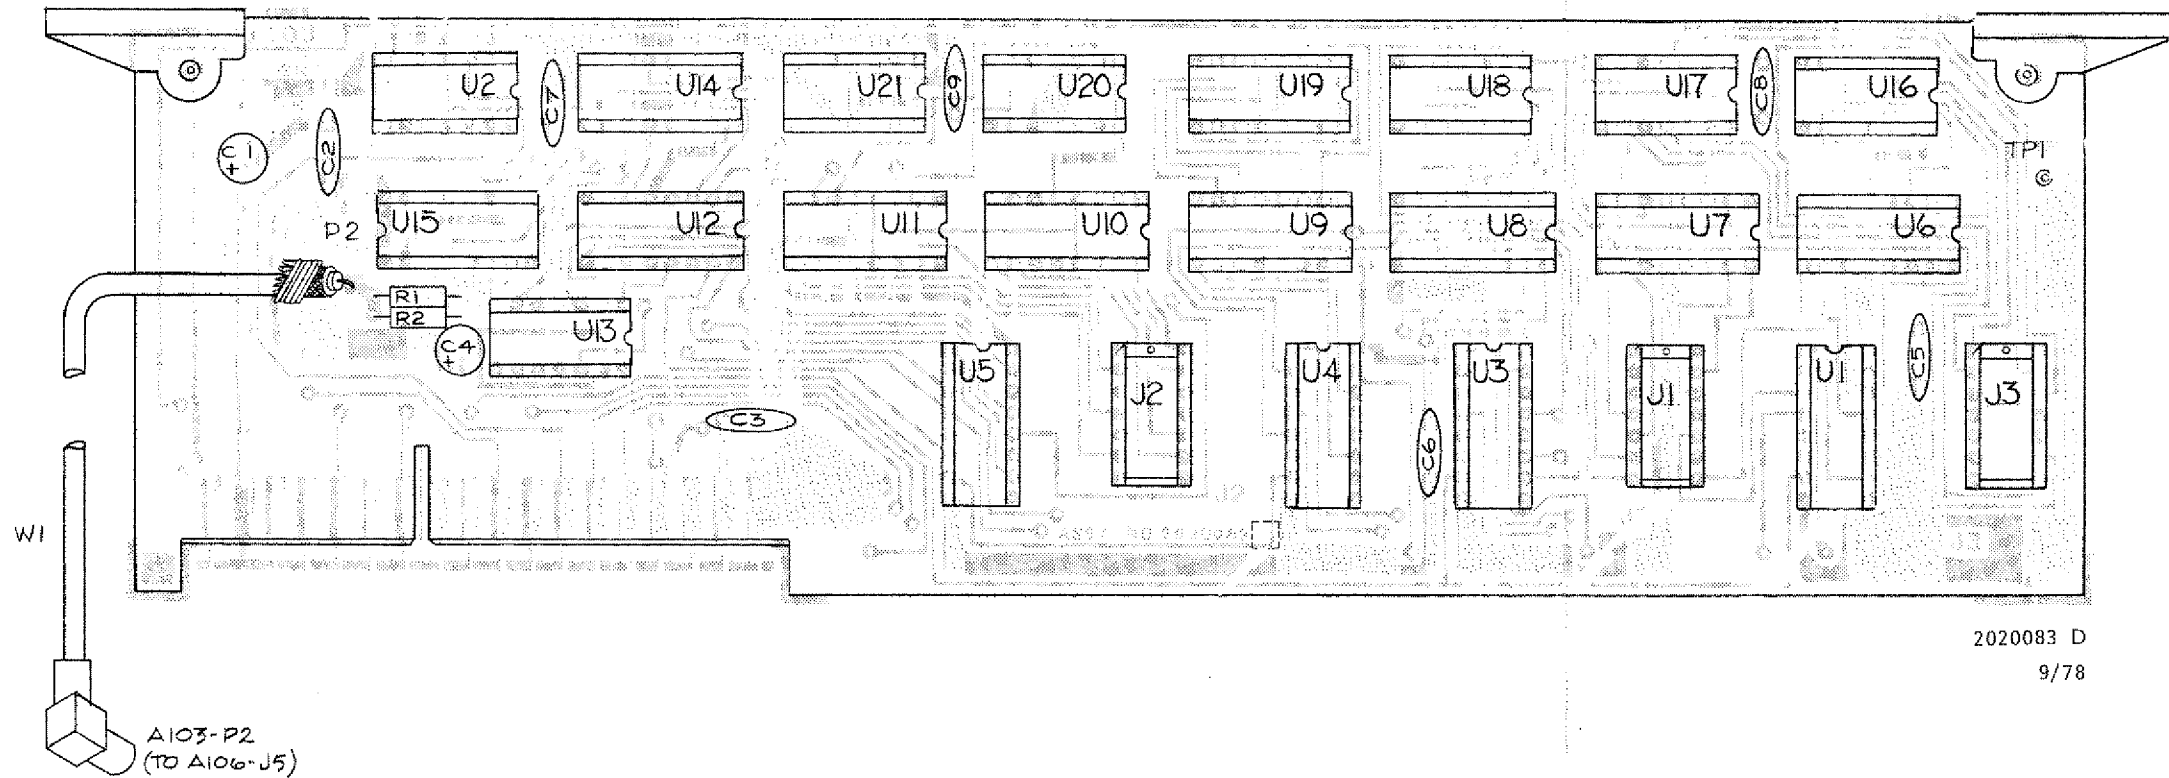 U2
C7
U14
U21
C9
U20
U19
U18
U17
C8
U16
C1
+
C2
TP1
P2
U15
U12
U11
U10
U9
U8
U7
U6
R1
R2
C4
+
U13
C3
U5
J2
U4
C6
U3
J1
U1
C5
J3
W1
2020083 D
9/78
A103-P2
(TO A106-J5)